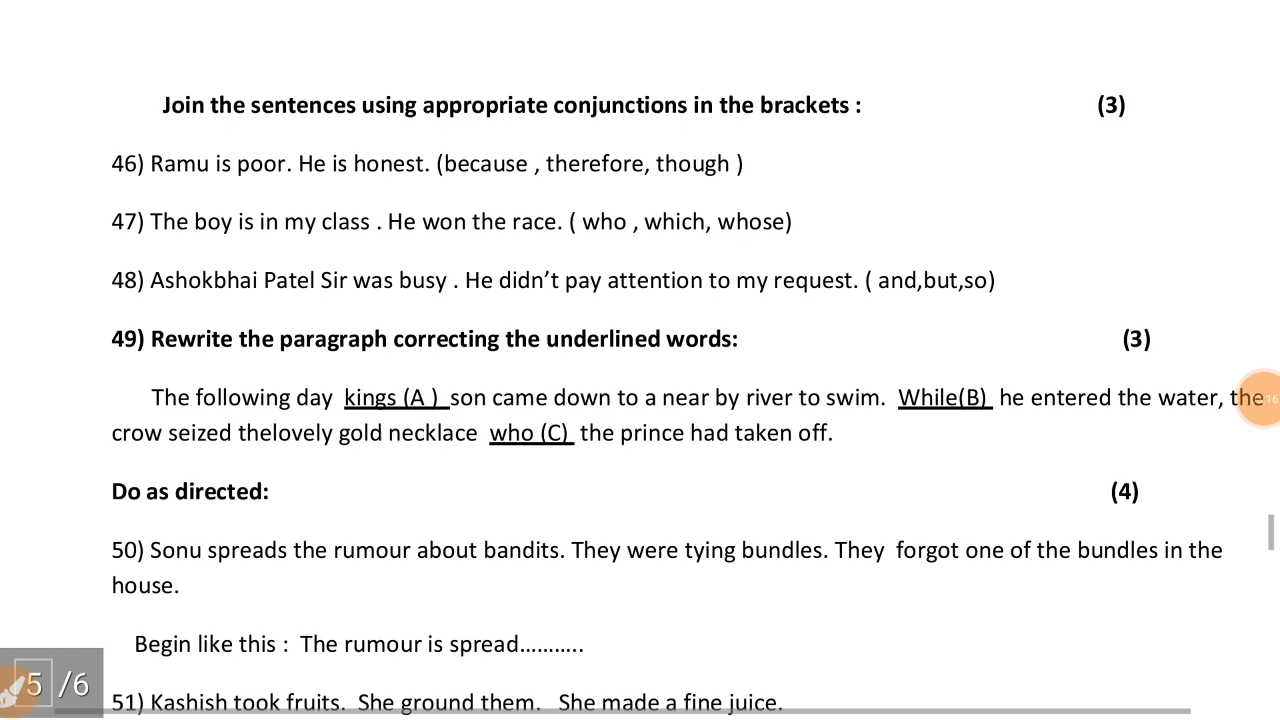 Join the sentences using appropriate conjunctions in the brackets : (3)
46) Ramu is poor. He is honest. (because , therefore, though )
47) The boy is in my class . He won the race. ( who , which, whose)
48) Ashokbhai Patel Sir was busy . He didn’t pay attention to my request. ( and,but,so)
49) Rewrite the paragraph correcting the underlined words: (3)
The following day kings (A ) son came down to a near by river to swim. While(B) he entered the water, the
crow seized thelovely gold necklace who (C) the prince had taken off.
Do as directed: (4)
50) Sonu spreads the rumour about bandits. They were tying bundles. They forgot one of the bundles in the
house.
Begin like this : The rumour is spread...........
5 /6
51) Kashish took fruits. She ground them. She made a fine juice.